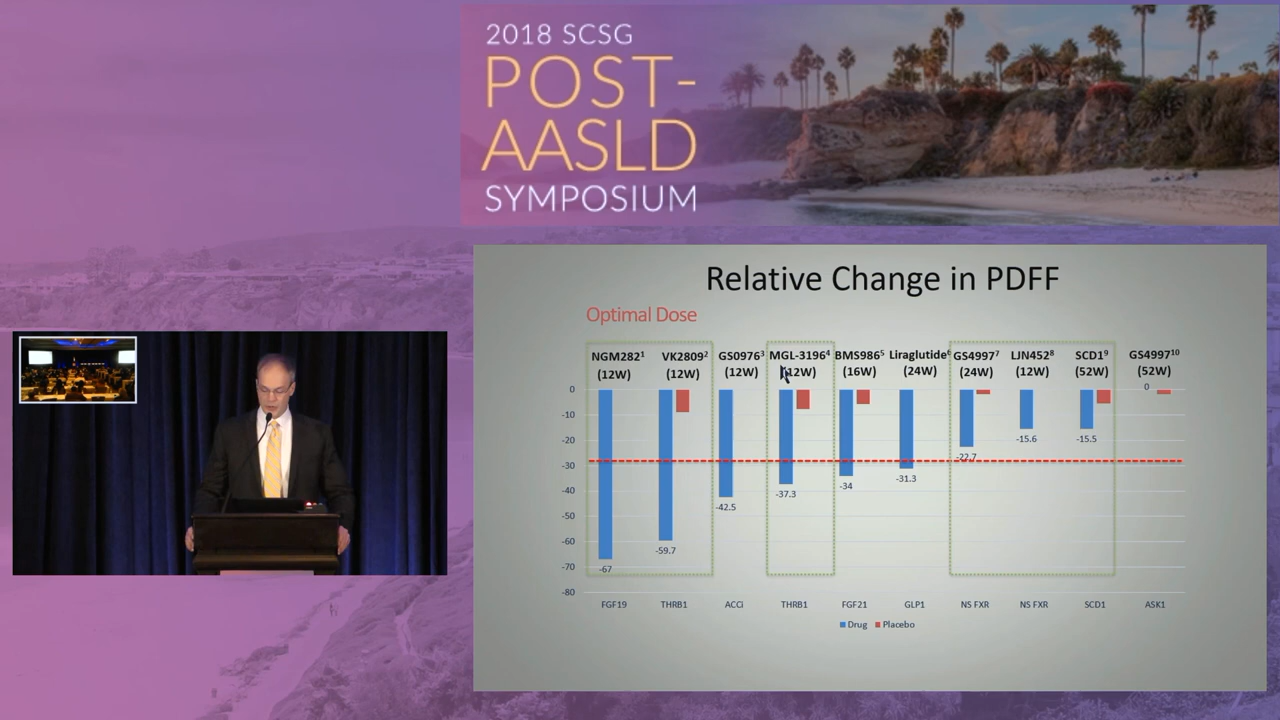 2018 SCSG
POST-
AASLD
SYMPOSIUM
Relative Change in PDFF
Optimal Dose
NGM282¹ VK2809² GS0976³ MGL-3196⁴ BMS986⁵ Liraglutide⁶ GS4997⁷ LJN452⁸ SCD1⁹ GS4997¹⁰
(12W) (12W) (12W) (12W) (16W) (24W) (24W) (12W) (52W) (52W)
0
-10
-20
-30
-40
-50
-60
-70
-80
-67
-59.7
-42.5
-37.3
-34
-31.3
-22.7
-15.6
-15.5
0
FGF19 THRB1 ACCi THRB1 FGF21 GLP1 NS FXR NS FXR SCD1 ASK1
Drug Placebo